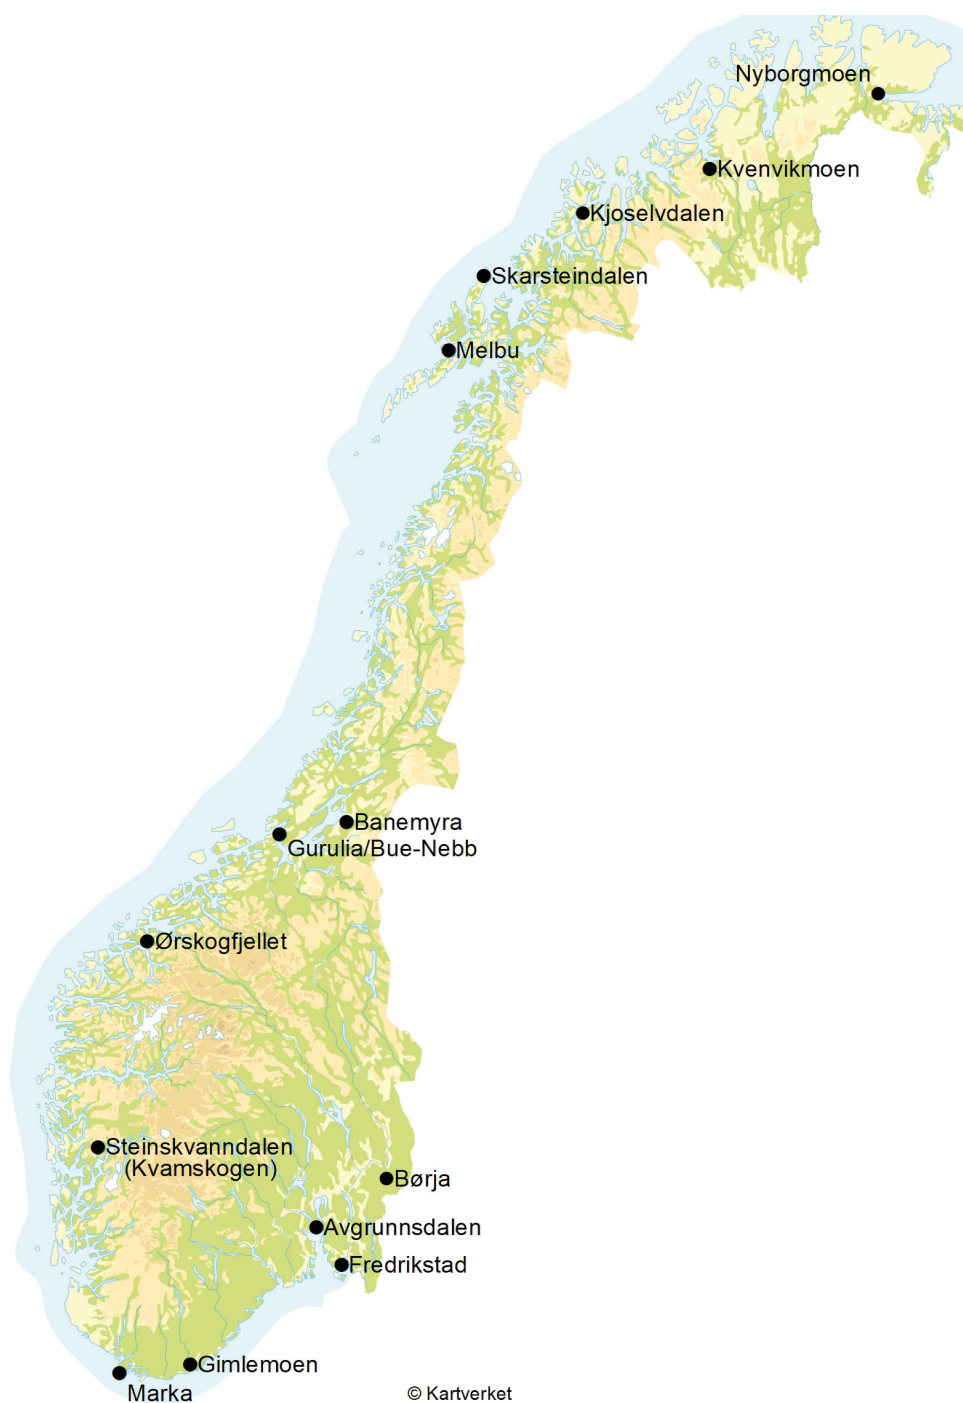 Nyborgmoen
Kvenvikmoen
Kjoselvdalen
Skarsteindalen
Melbu
Banemyra
Gurulia/Bue-Nebb
Ørskogfjellet
Steinskvanndalen
(Kvamskogen)
Børja
Avgrunnsdalen
Fredrikstad
Gimlemoen
Marka
© Kartverket